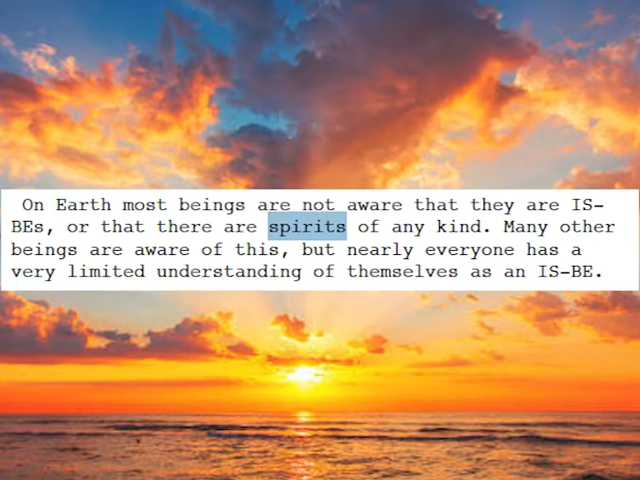 On Earth most beings are not aware that they are IS-
BEs, or that there are spirits of any kind. Many other
beings are aware of this, but nearly everyone has a
very limited understanding of themselves as an IS-BE.